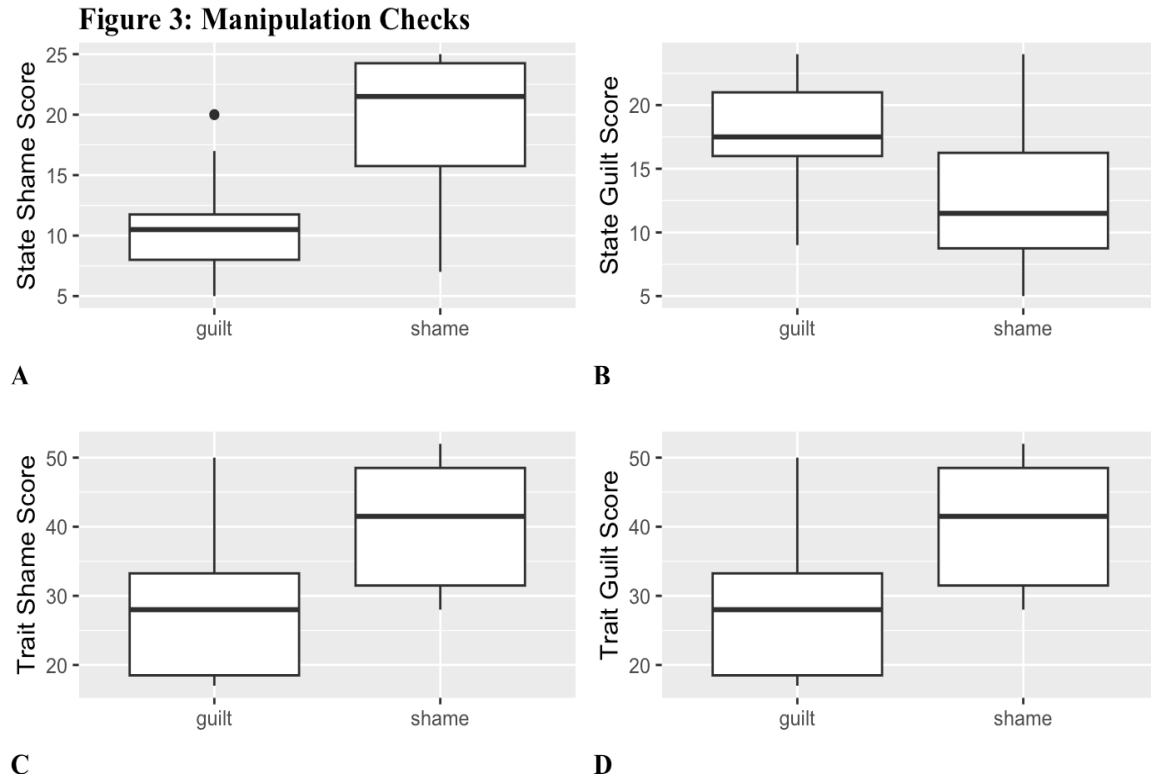 Figure 3: Manipulation Checks
State Shame Score
25
20
15
10
5
guilt
shame
A
State Guilt Score
20
15
10
5
guilt
shame
B
Trait Shame Score
50
40
30
20
guilt
shame
C
Trait Guilt Score
50
40
30
20
guilt
shame
D